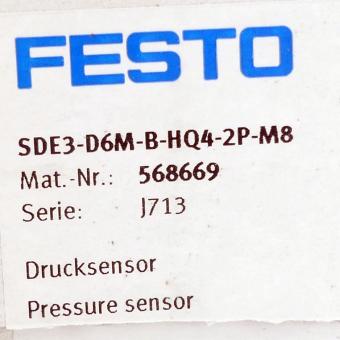 FESTO
SDE3-D6M-B-HQ4-2P-M8
Mat.-Nr.: 568669
Serie: J713
Drucksensor
Pressure sensor